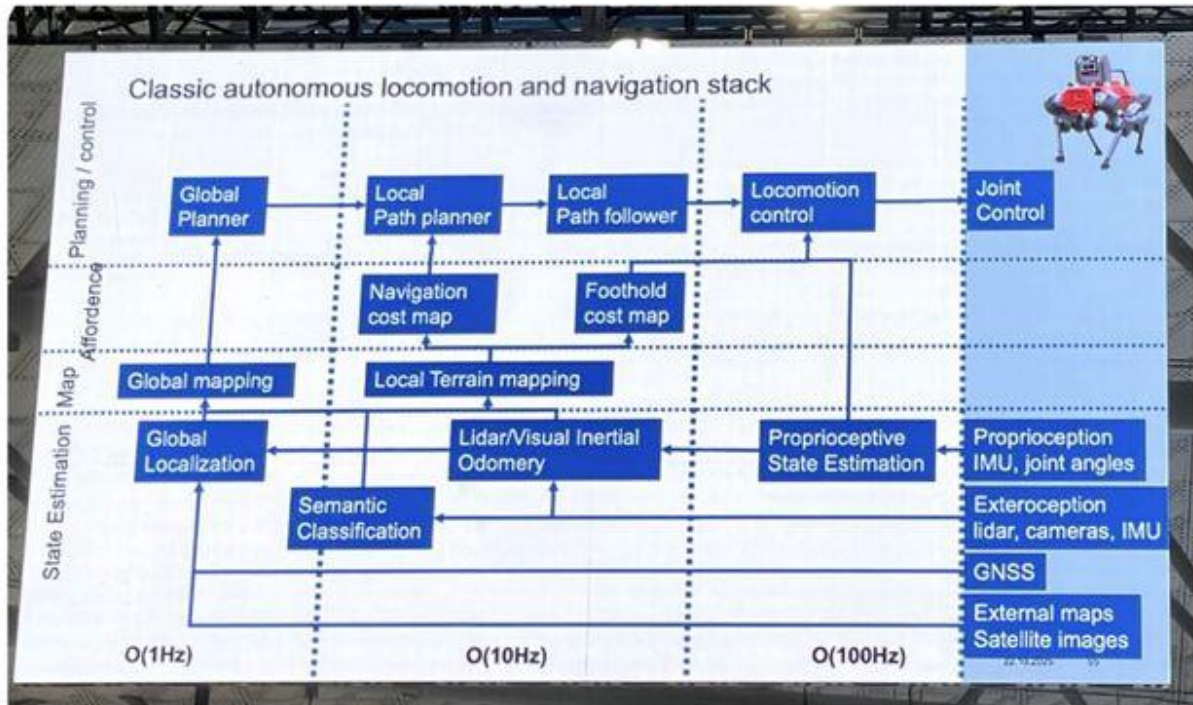 Classic autonomous locomotion and navigation stack
Planning / control
Affordence
Map
State Estimation
Global
Planner
Local
Path planner
Local
Path follower
Locomotion
control
Joint
Control
Navigation
cost map
Foothold
cost map
Global mapping
Local Terrain mapping
Global
Localization
Lidar/Visual Inertial
Odomery
Proprioceptive
State Estimation
Proprioception
IMU, joint angles
Semantic
Classification
Exteroception
lidar, cameras, IMU
GNSS
External maps
Satellite images
O(1Hz)
O(10Hz)
O(100Hz)